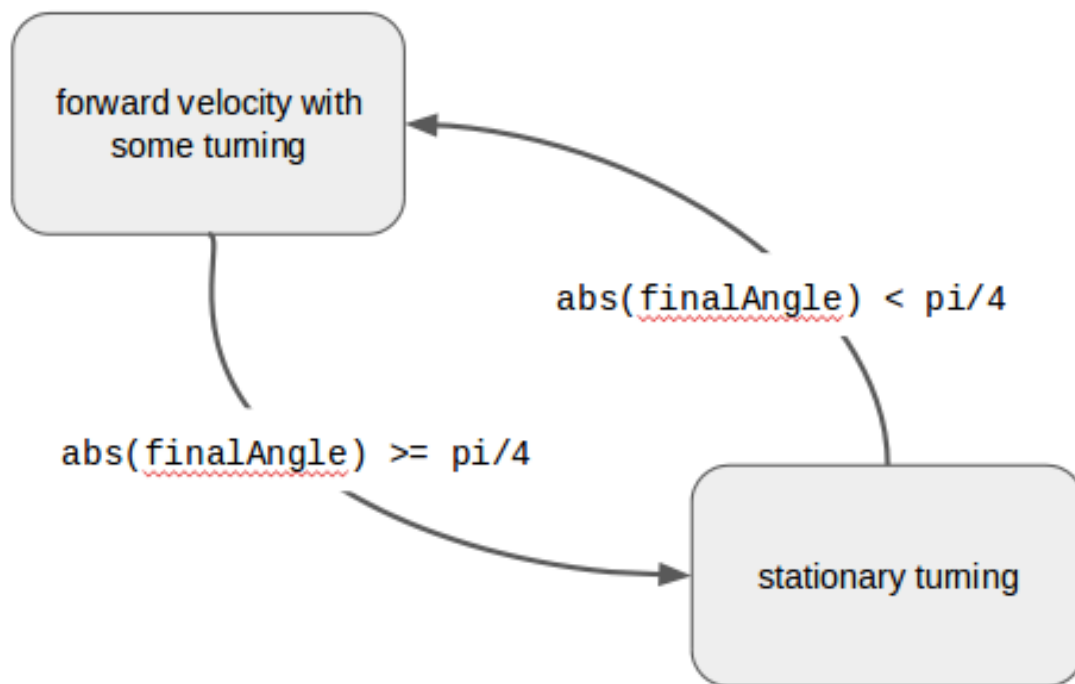 forward velocity with
some turning
abs(finalAngle) < pi/4
abs(finalAngle) >= pi/4
stationary turning